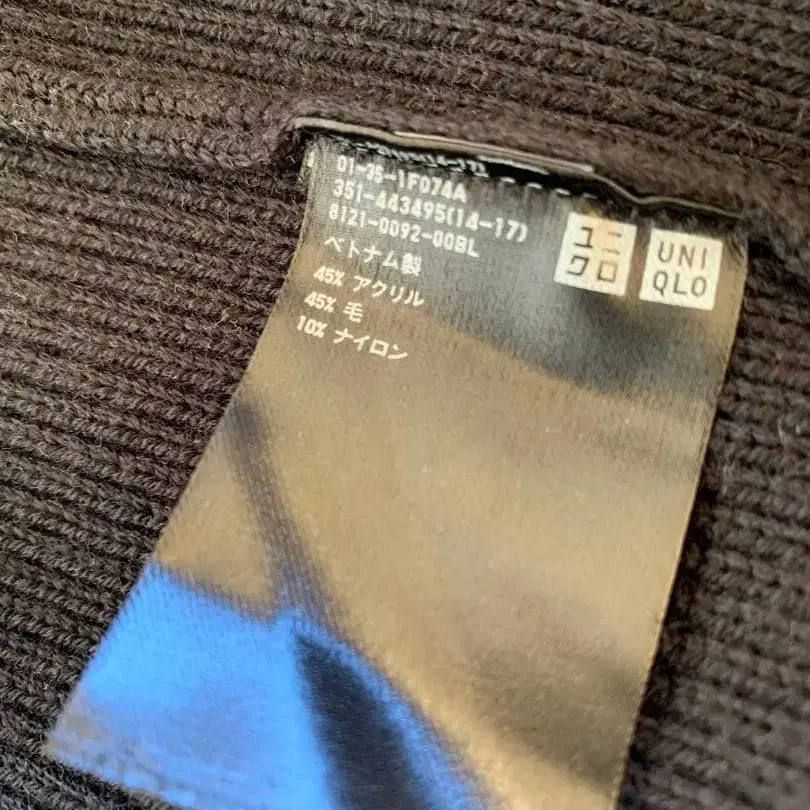 01-35-1F074A
351-443495(14-17)
8121-0092-00BL
ベトナム製
45% アクリル
45% 毛
10% ナイロン
ユニ
クロ
UNI
QLO